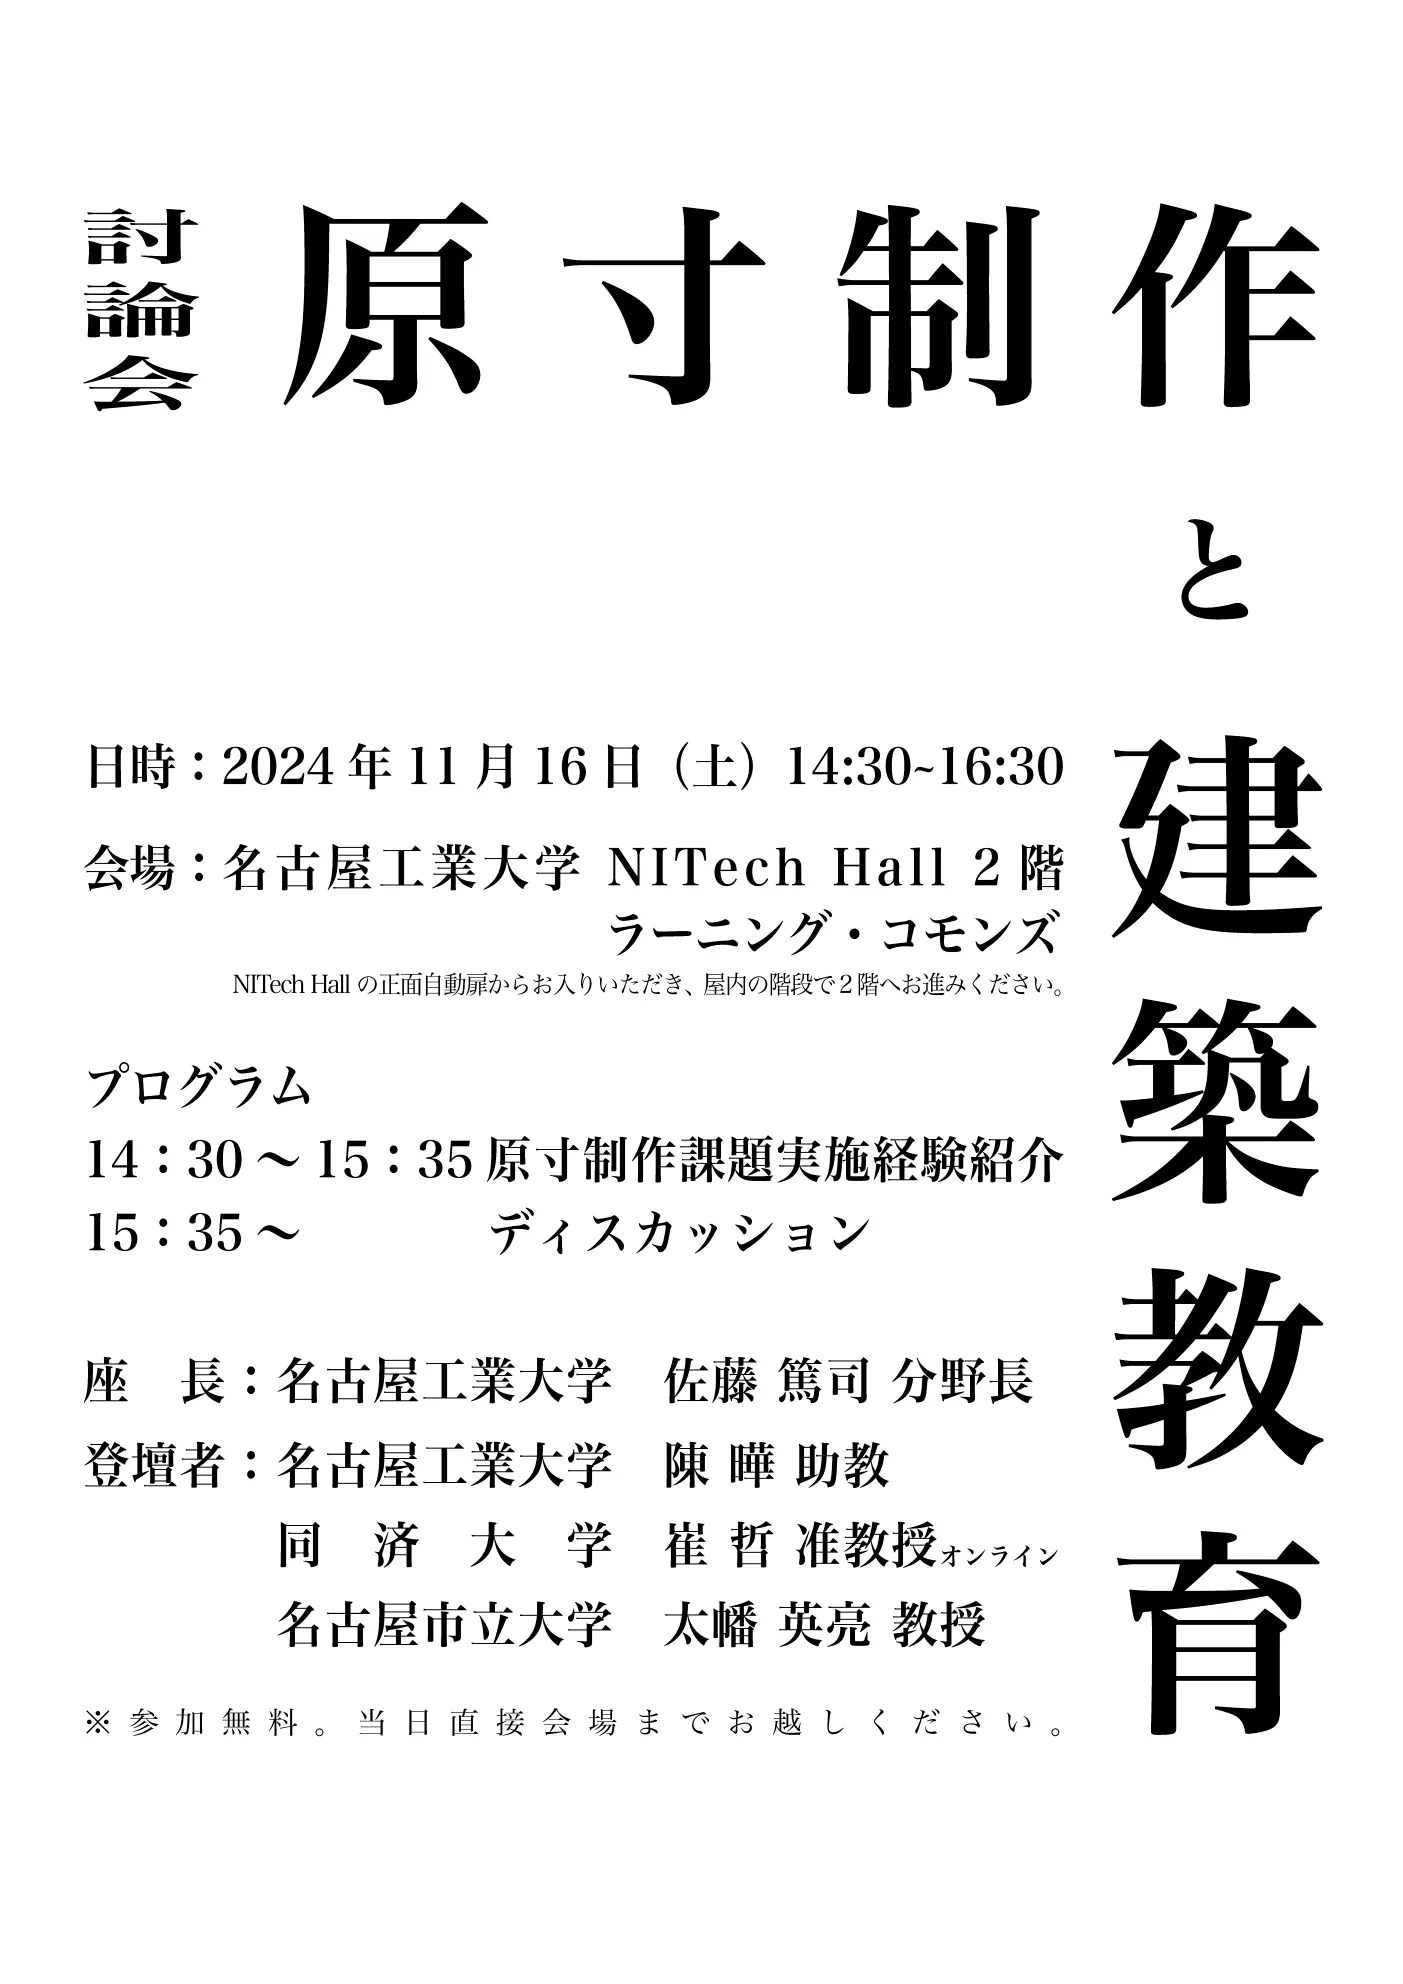 討論会
原寸制作
と
建築教育
日時：2024年11月16日（土）14:30~16:30
会場：名古屋工業大学 NITech Hall 2階
ラーニング・コモンズ
NITech Hall の正面自動扉からお入りいただき、屋内の階段で2階へお進みください。
プログラム
14：30～15：35 原寸制作課題実施経験紹介
15：35～ ディスカッション
座　長：名古屋工業大学　佐藤 篤司 分野長
登壇者：名古屋工業大学　陳 曄 助教
同　済　大　学　崔 哲 准教授オンライン
名古屋市立大学　太幡 英亮 教授
※参加無料。当日直接会場までお越しください。